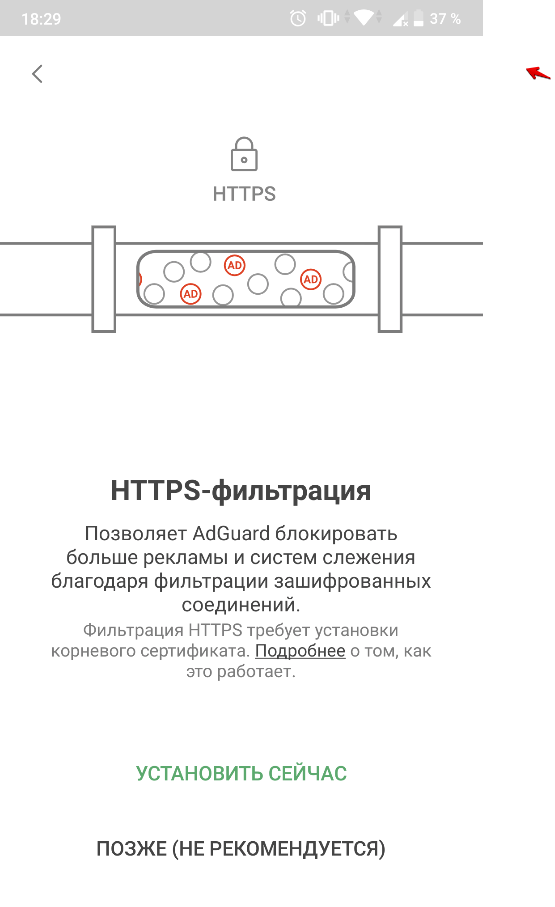 18:29
37 %
HTTPS
AD
AD
AD
HTTPS-фильтрация
Позволяет AdGuard блокировать
больше рекламы и систем слежения
благодаря фильтрации зашифрованных
соединений.
Фильтрация HTTPS требует установки
корневого сертификата. Подробнее о том, как
это работает.
УСТАНОВИТЬ СЕЙЧАС
ПОЗЖЕ (НЕ РЕКОМЕНДУЕТСЯ)